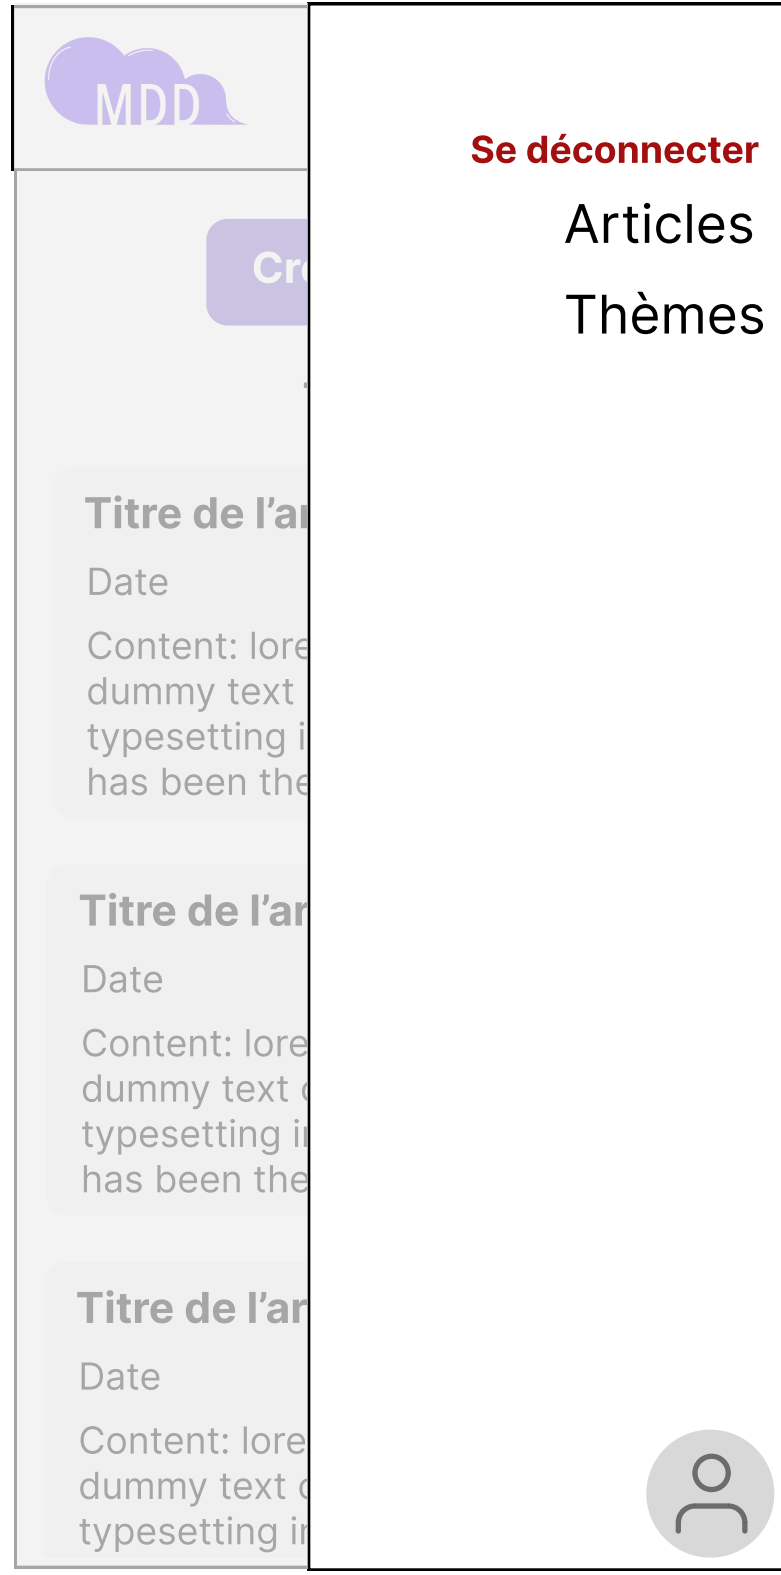 MDD
Se déconnecter
Articles
Thèmes
Titre de l’ar
Date
Content: lore
dummy text
typesetting i
has been the
Titre de l’ar
Date
Content: lore
dummy text
typesetting i
has been the
Titre de l’ar
Date
Content: lore
dummy text
typesetting i